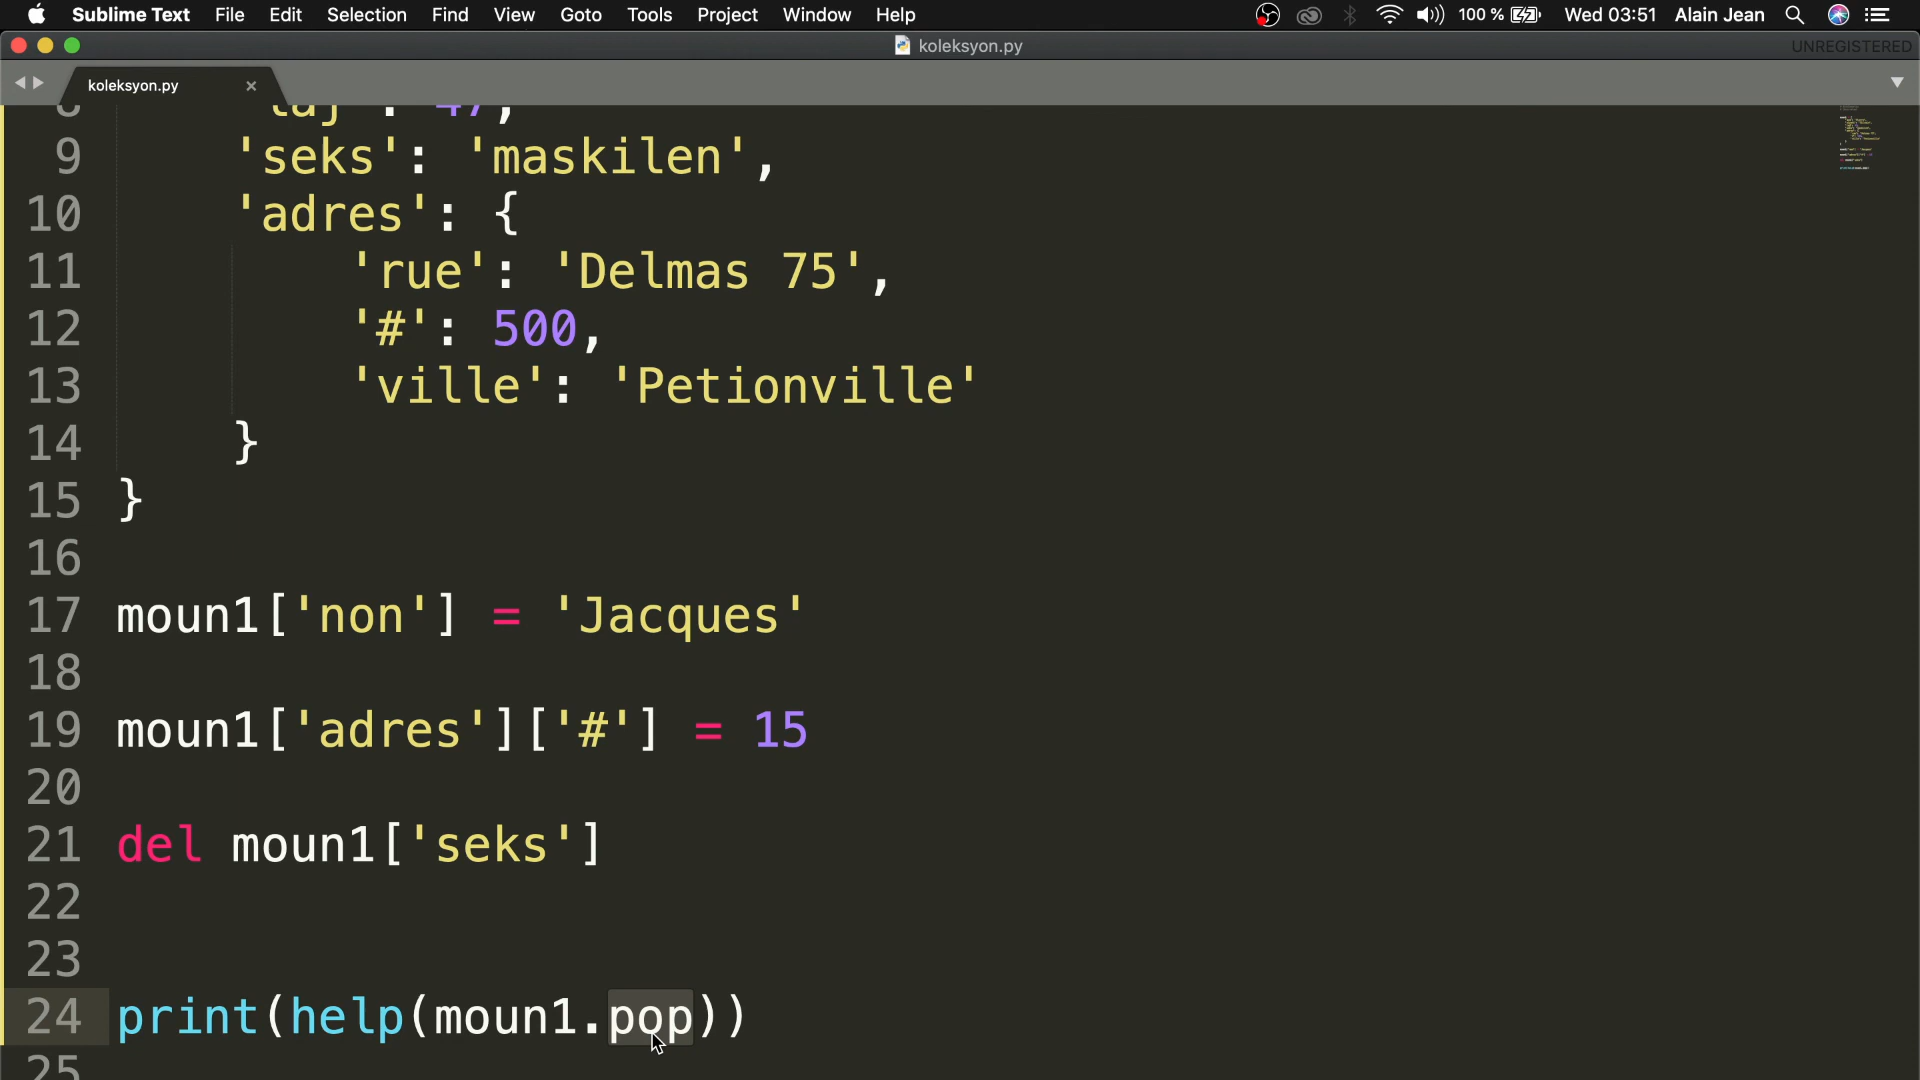 Sublime Text File Edit Selection Find View Goto Tools Project Window Help 100 % Wed 03:51 Alain Jean
koleksyon.py UNREGISTERED
koleksyon.py
8 'laj': 47,
9 'seks': 'maskilen',
10 'adres': {
11 'rue': 'Delmas 75',
12 '#': 500,
13 'ville': 'Petionville'
14 }
15 }
16
17 moun1['non'] = 'Jacques'
18
19 moun1['adres']['#'] = 15
20
21 del moun1['seks']
22
23
24 print(help(moun1.pop))
25